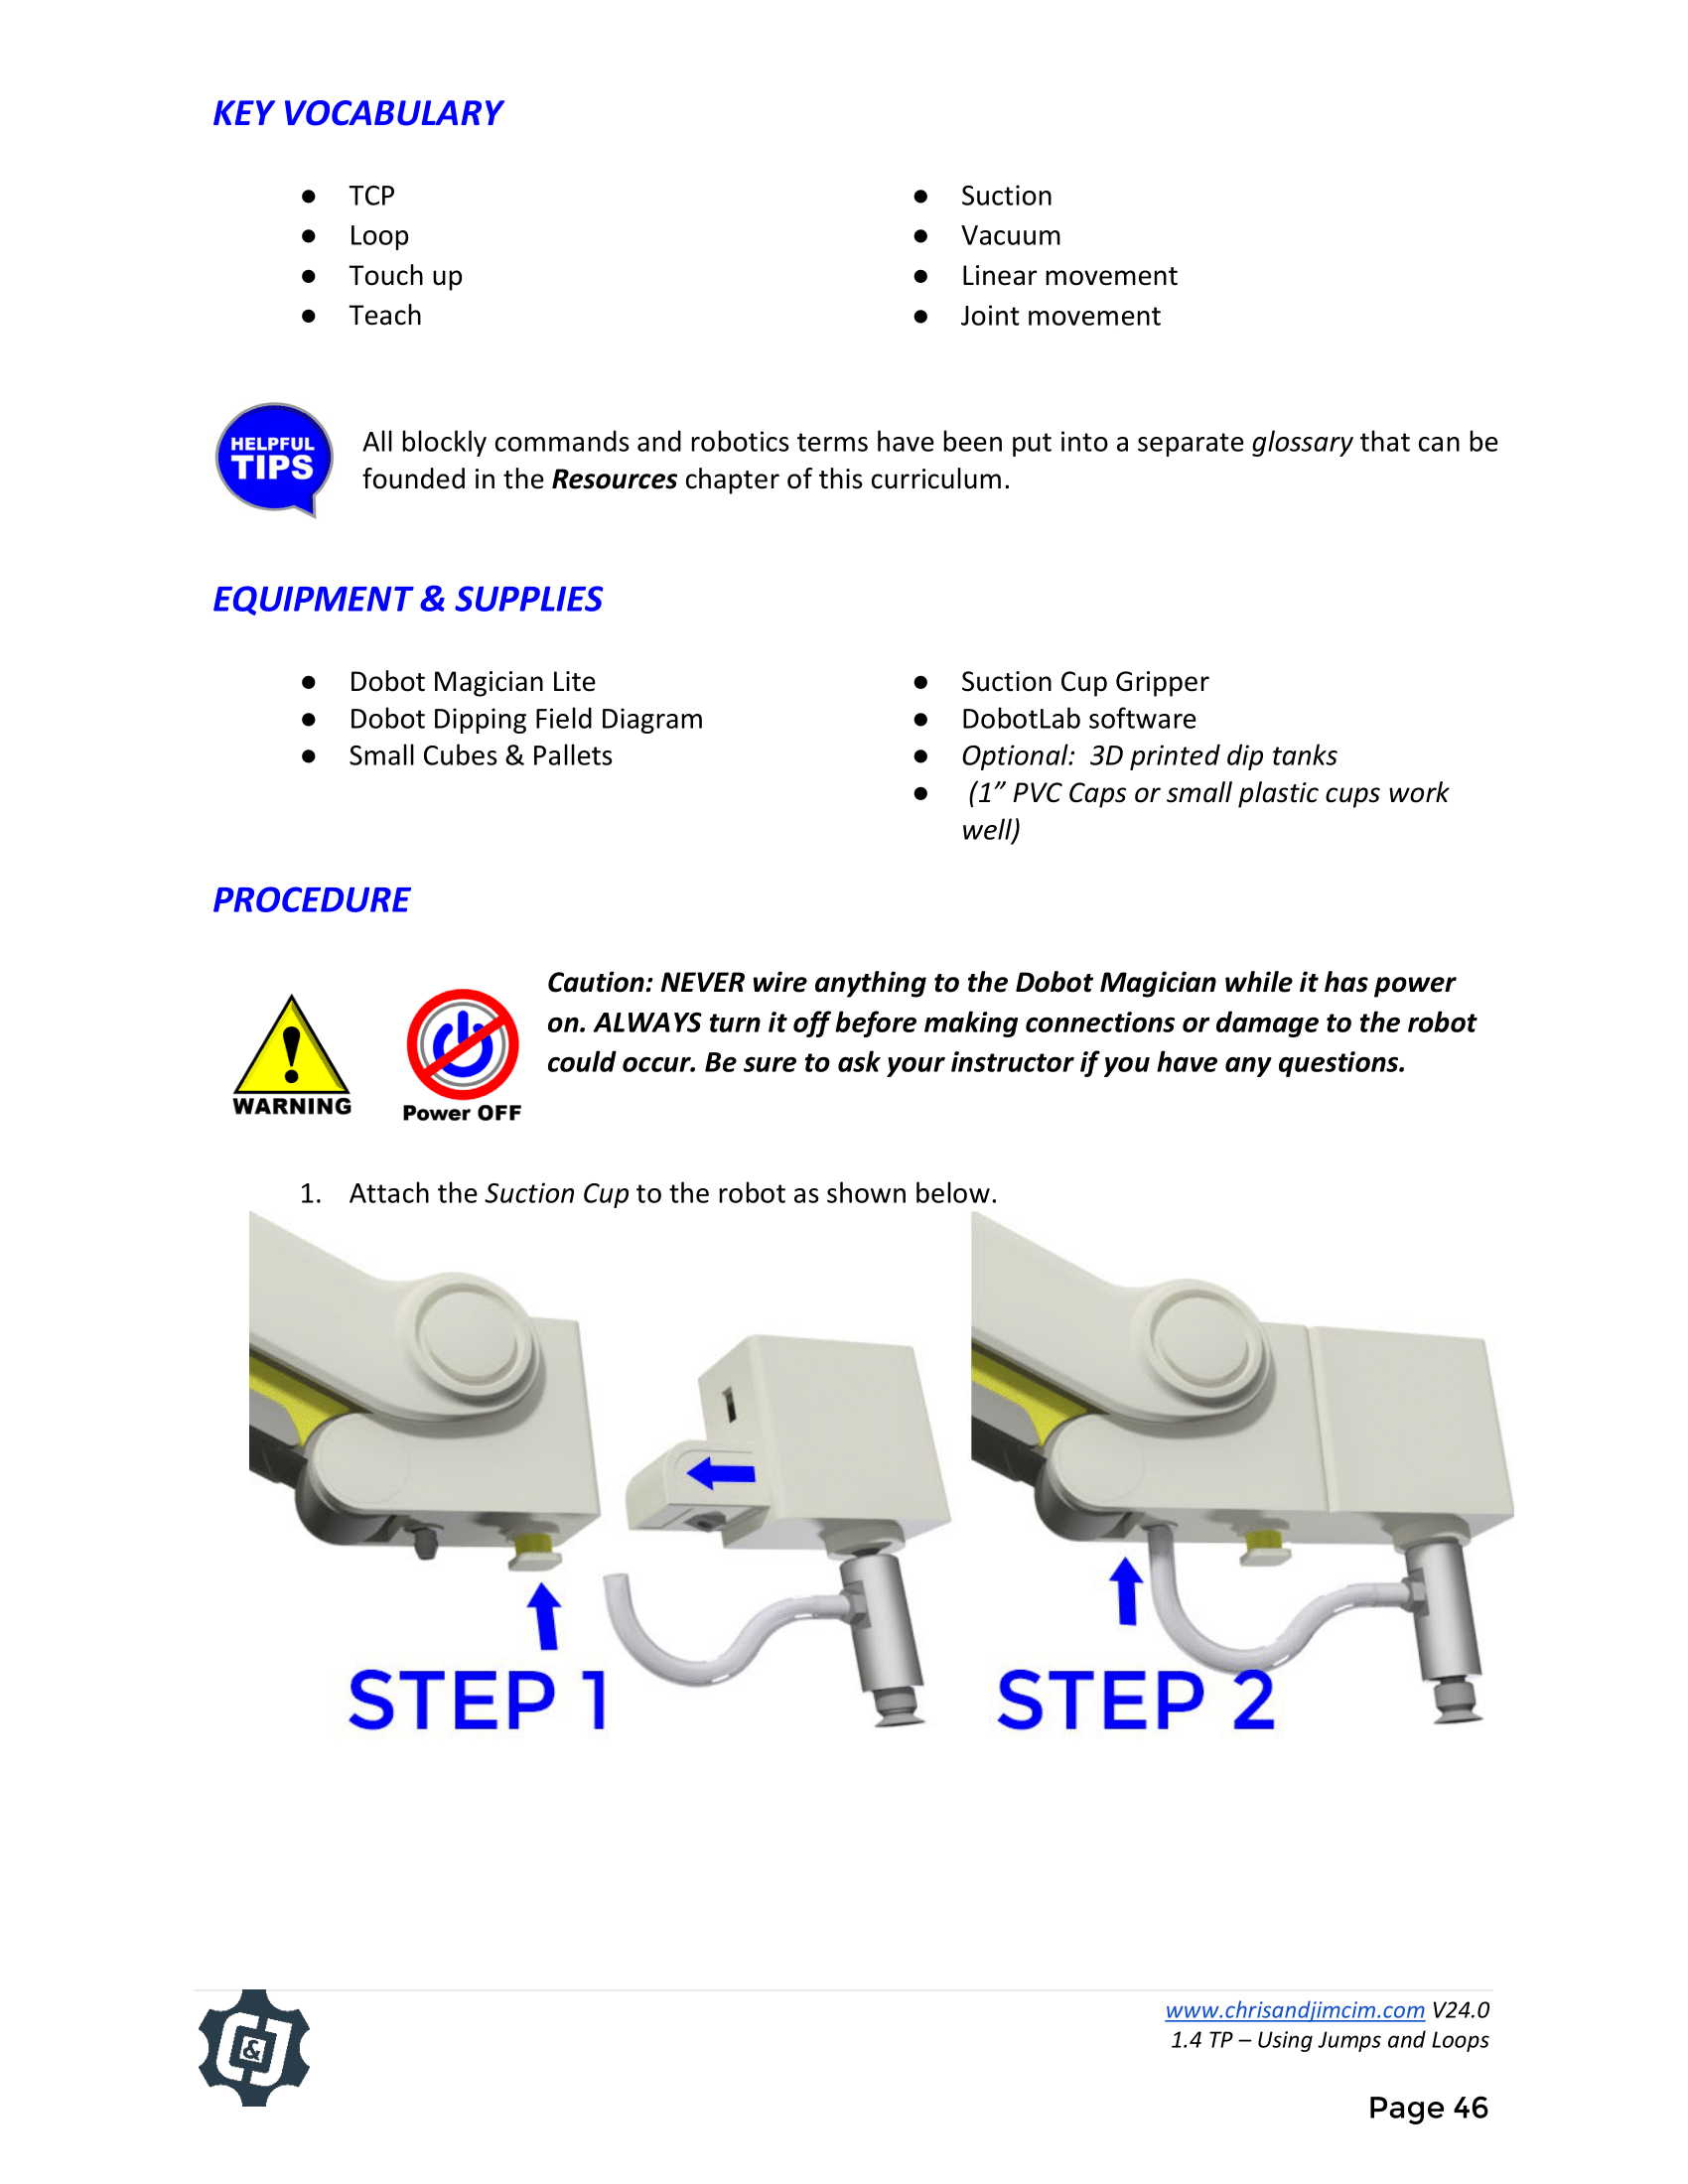 KEY VOCABULARY
● TCP
● Loop
● Touch up
● Teach
● Suction
● Vacuum
● Linear movement
● Joint movement
HELPFUL
TIPS
All blockly commands and robotics terms have been put into a separate glossary that can be
founded in the Resources chapter of this curriculum.
EQUIPMENT & SUPPLIES
● Dobot Magician Lite
● Dobot Dipping Field Diagram
● Small Cubes & Pallets
● Suction Cup Gripper
● DobotLab software
● Optional: 3D printed dip tanks
● (1” PVC Caps or small plastic cups work
well)
PROCEDURE
WARNING
Power OFF
Caution: NEVER wire anything to the Dobot Magician while it has power
on. ALWAYS turn it off before making connections or damage to the robot
could occur. Be sure to ask your instructor if you have any questions.
1. Attach the Suction Cup to the robot as shown below.
STEP 1
STEP 2
C&J
www.chrisandjimcim.com V24.0
1.4 TP – Using Jumps and Loops
Page 46